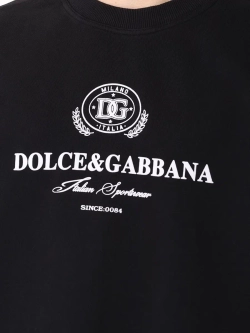 MILANO
DG
ITALIA
DOLCE&GABBANA
Italian Sportswear
SINCE:0084